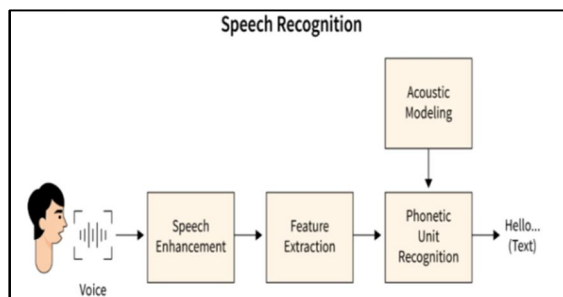 Speech Recognition
Acoustic
Modeling
Speech
Enhancement
Feature
Extraction
Phonetic
Unit
Recognition
Hello...
(Text)
Voice